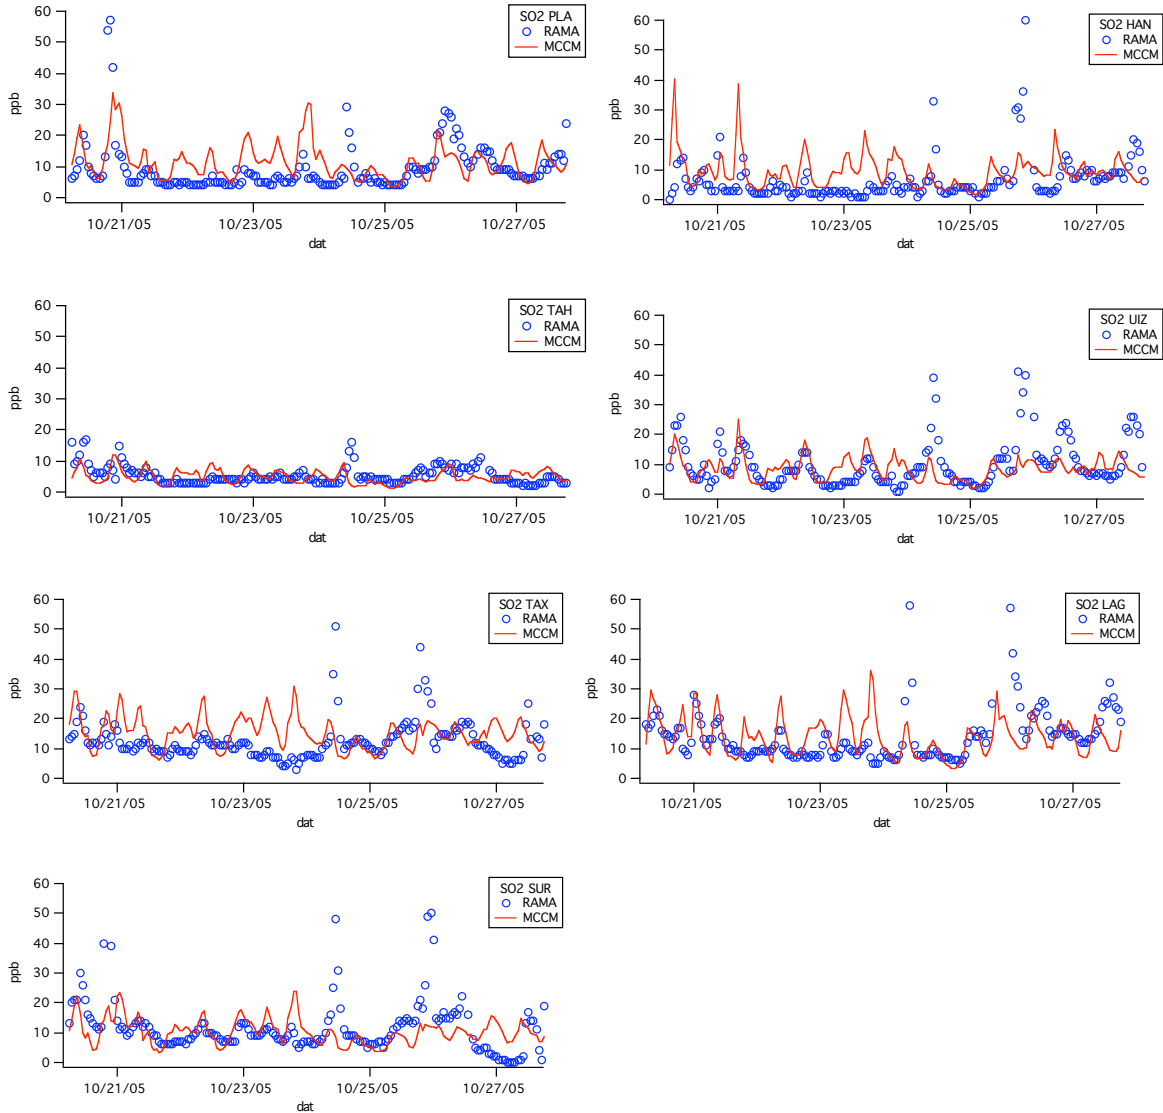 SO2 PLA
RAMA
MCCM
60
50
40
30
20
10
0
ppb
10/21/05
10/23/05
10/25/05
10/27/05
dat
SO2 HAN
RAMA
MCCM
60
50
40
30
20
10
0
ppb
10/21/05
10/23/05
10/25/05
10/27/05
dat
SO2 TAH
RAMA
MCCM
60
50
40
30
20
10
0
ppb
10/21/05
10/23/05
10/25/05
10/27/05
dat
SO2 UIZ
RAMA
MCCM
60
50
40
30
20
10
0
ppb
10/21/05
10/23/05
10/25/05
10/27/05
dat
SO2 TAX
RAMA
MCCM
60
50
40
30
20
10
0
ppb
10/21/05
10/23/05
10/25/05
10/27/05
dat
SO2 LAG
RAMA
MCCM
60
50
40
30
20
10
0
ppb
10/21/05
10/23/05
10/25/05
10/27/05
dat
SO2 SUR
RAMA
MCCM
60
50
40
30
20
10
0
ppb
10/21/05
10/23/05
10/25/05
10/27/05
dat